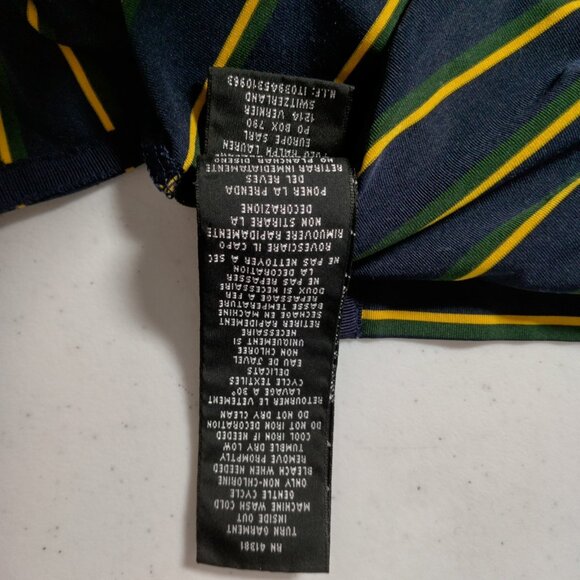 RN 41381
TURN GARMENT
INSIDE OUT
MACHINE WASH COLD
GENTLE CYCLE
ONLY NON-CHLORINE
BLEACH WHEN NEEDED
REMOVE PROMPTLY
TUMBLE DRY LOW
COOL IRON IF NEEDED
DO NOT IRON DECORATION
DO NOT DRY CLEAN
RETOURNER LE VETEMENT
LAVAGE A 30°
CYCLE TEXTILES
DELICATS
EAU DE JAVEL
NON CHLOREE
UNIQUEMENT SI
NECESSAIRE
RETIRER RAPIDEMENT
SECHAGE EN MACHINE
BASSE TEMPERATURE
REPASSAGE A FER
DOUX SI NECESSAIRE
NE PAS REPASSER
LA DECORATION
NE PAS NETTOYER A SEC
ROVESCIARE IL CAPO
RIMUOVERE RAPIDAMENTE
NON STIRARE LA
DECORAZIONE
PONER LA PRENDA
DEL REVES
RETIRAR INMEDIATAMENTE
NO PLANCHAR DISENO
POLO RALPH LAUREN
EUROPE SARL
PO BOX 790
1214 VERNIER
SWITZERLAND
N.I.F: IT03945310963